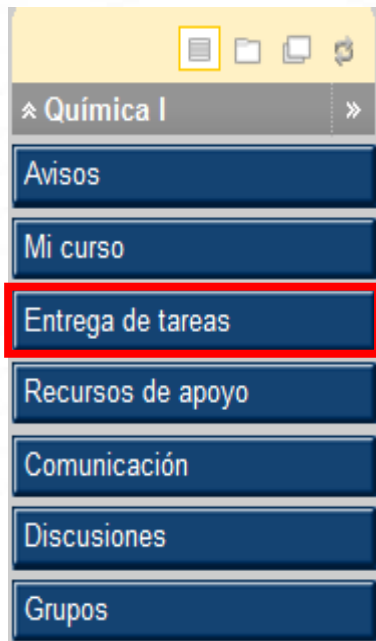 Química I
Avisos
Mi curso
Entrega de tareas
Recursos de apoyo
Comunicación
Discusiones
Grupos